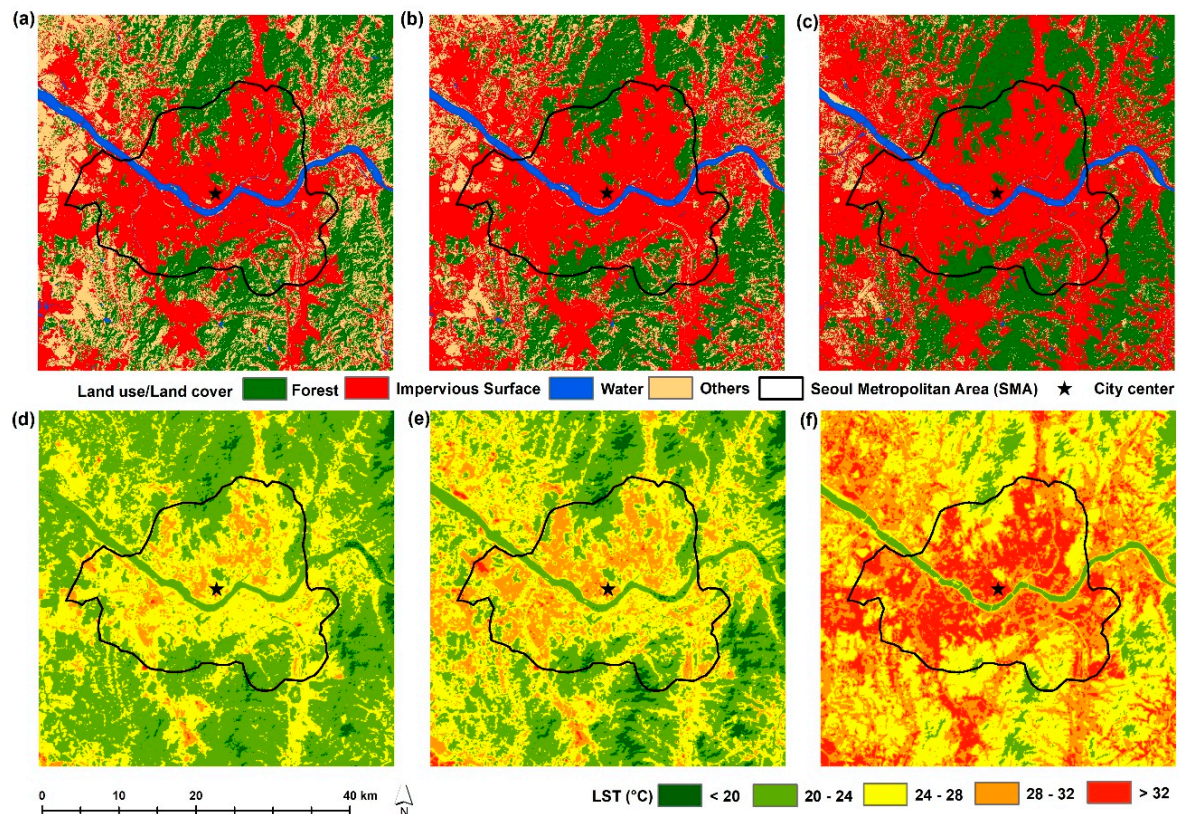 (a) (b) (c)
Land use/Land cover Forest Impervious Surface Water Others Seoul Metropolitan Area (SMA) City center
(d) (e) (f)
0 10 20 40 km N LST (°C) < 20 20 - 24 24 - 28 28 - 32 > 32